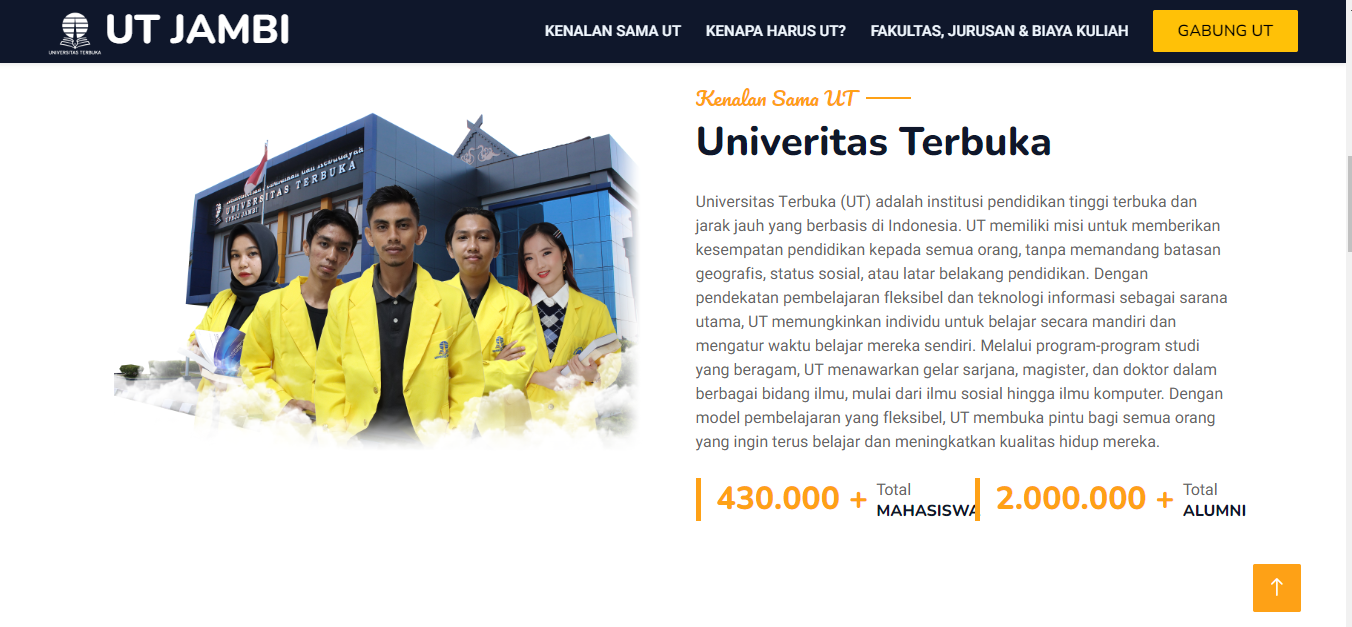 UNIVERSITAS TERBUKA
UT JAMBI
KENALAN SAMA UT
KENAPA HARUS UT?
FAKULTAS, JURUSAN & BIAYA KULIAH
GABUNG UT
UNIVERSITAS TERBUKA
UPBJJ JAMBI
Kenalan Sama UT
Univeritas Terbuka
Universitas Terbuka (UT) adalah institusi pendidikan tinggi terbuka dan
jarak jauh yang berbasis di Indonesia. UT memiliki misi untuk memberikan
kesempatan pendidikan kepada semua orang, tanpa memandang batasan
geografis, status sosial, atau latar belakang pendidikan. Dengan
pendekatan pembelajaran fleksibel dan teknologi informasi sebagai sarana
utama, UT memungkinkan individu untuk belajar secara mandiri dan
mengatur waktu belajar mereka sendiri. Melalui program-program studi
yang beragam, UT menawarkan gelar sarjana, magister, dan doktor dalam
berbagai bidang ilmu, mulai dari ilmu sosial hingga ilmu komputer. Dengan
model pembelajaran yang fleksibel, UT membuka pintu bagi semua orang
yang ingin terus belajar dan meningkatkan kualitas hidup mereka.
430.000 + Total
MAHASISWA
2.000.000 + Total
ALUMNI